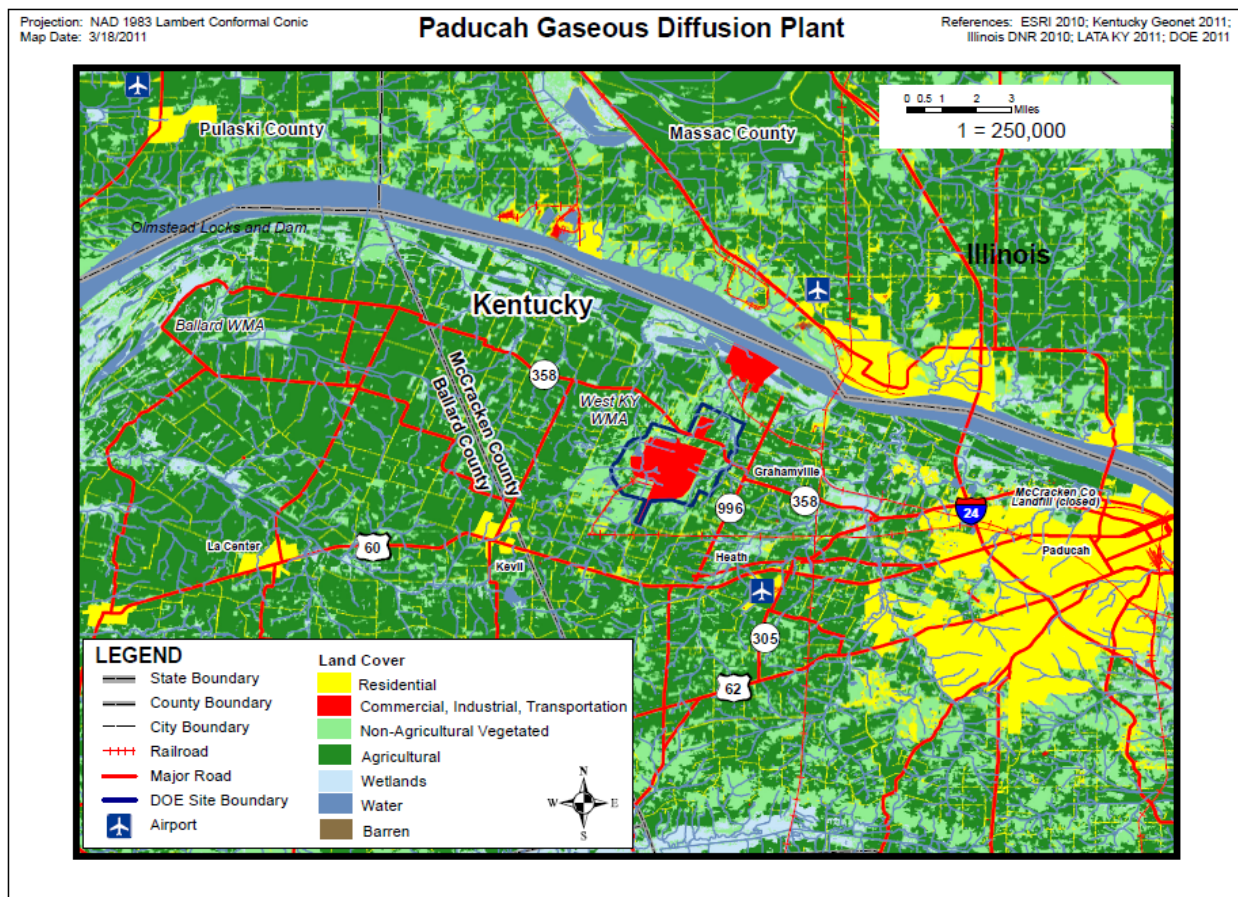 Projection: NAD 1983 Lambert Conformal Conic
Map Date: 3/18/2011
Paducah Gaseous Diffusion Plant
References: ESRI 2010; Kentucky Geonet 2011;
Illinois DNR 2010; LATA KY 2011; DOE 2011
0 0.5 1 2 3
Miles
1 = 250,000
Pulaski County
Massac County
Olmstead Locks and Dam
Illinois
Kentucky
Ballard WMA
McCracken County
Ballard County
358
West KY
WMA
Grahamville
996
358
24
McCracken Co
Landfill (closed)
Paducah
La Center
60
Kevil
Heath
305
62
LEGEND
State Boundary
County Boundary
City Boundary
Railroad
Major Road
DOE Site Boundary
Airport
Land Cover
Residential
Commercial, Industrial, Transportation
Non-Agricultural Vegetated
Agricultural
Wetlands
Water
Barren
N
W E
S